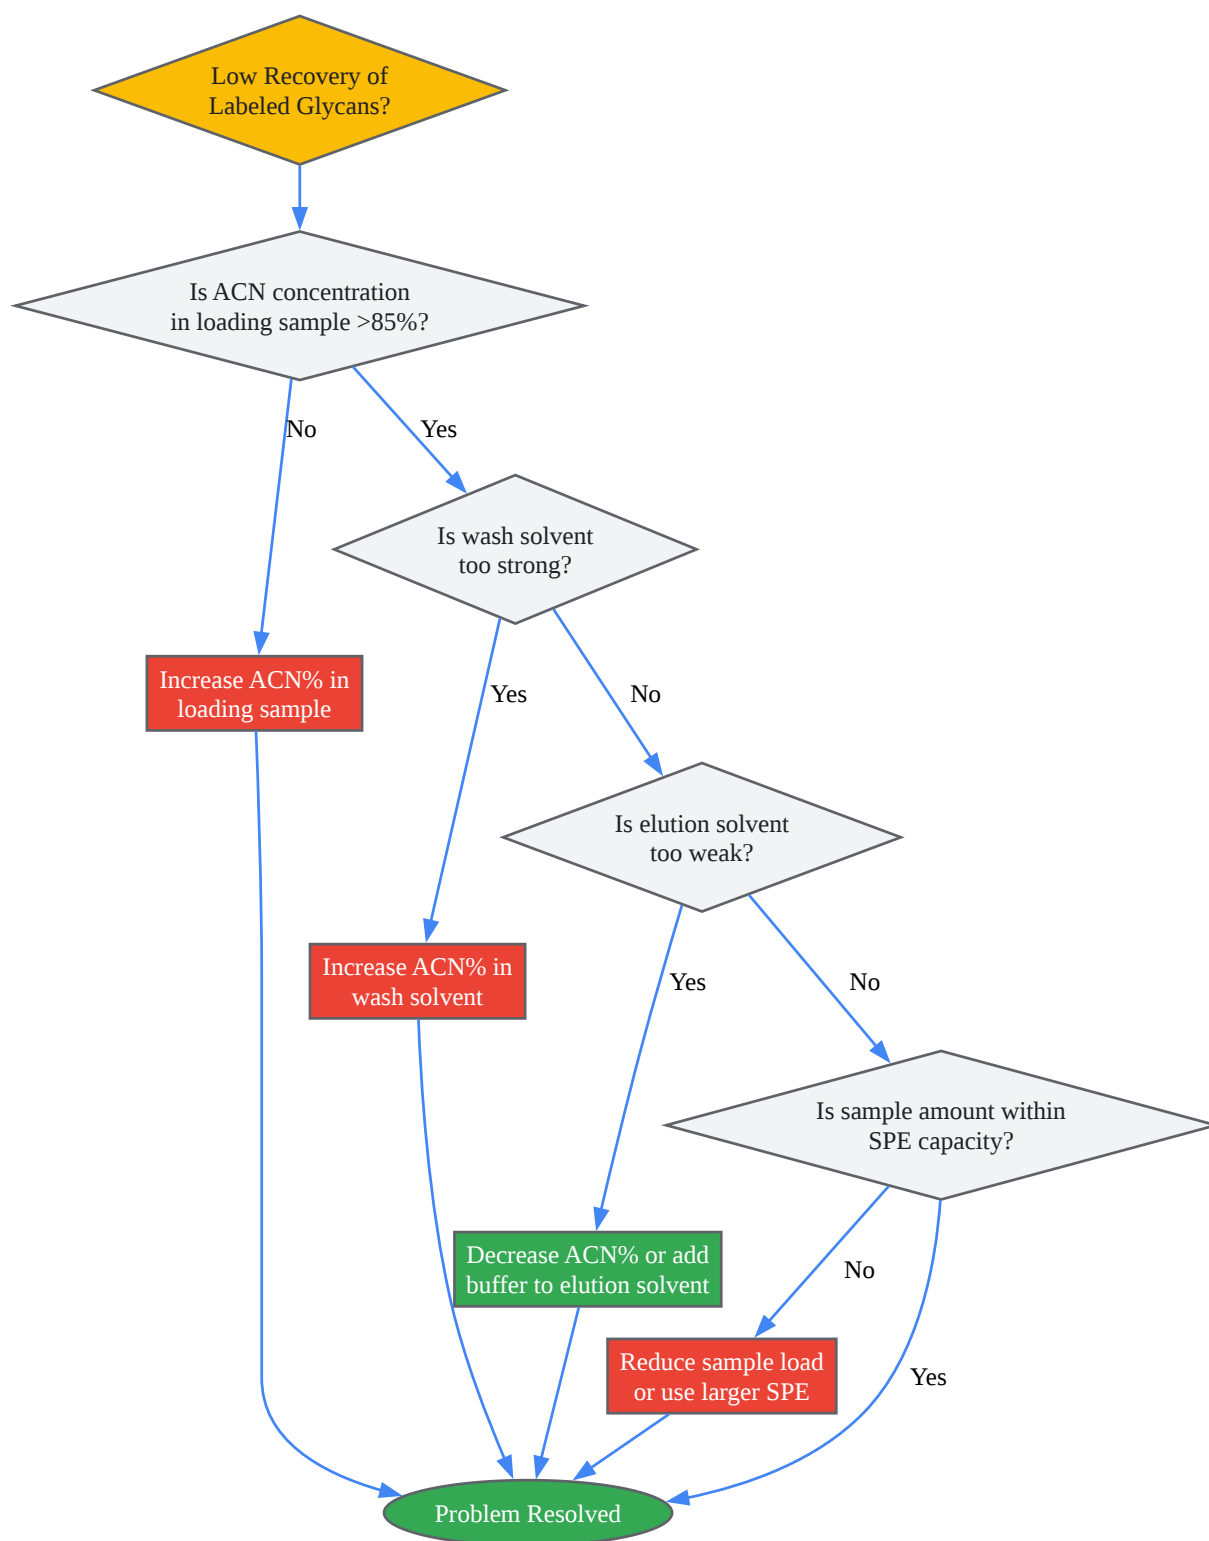 Low Recovery of
Labeled Glycans?
Is ACN concentration
in loading sample >85%?
No
Yes
Is wash solvent
too strong?
Increase ACN% in
loading sample
Yes
No
Is elution solvent
too weak?
Increase ACN% in
wash solvent
Yes
No
Is sample amount within
SPE capacity?
Decrease ACN% or add
buffer to elution solvent
No
Reduce sample load
or use larger SPE
Yes
Problem Resolved